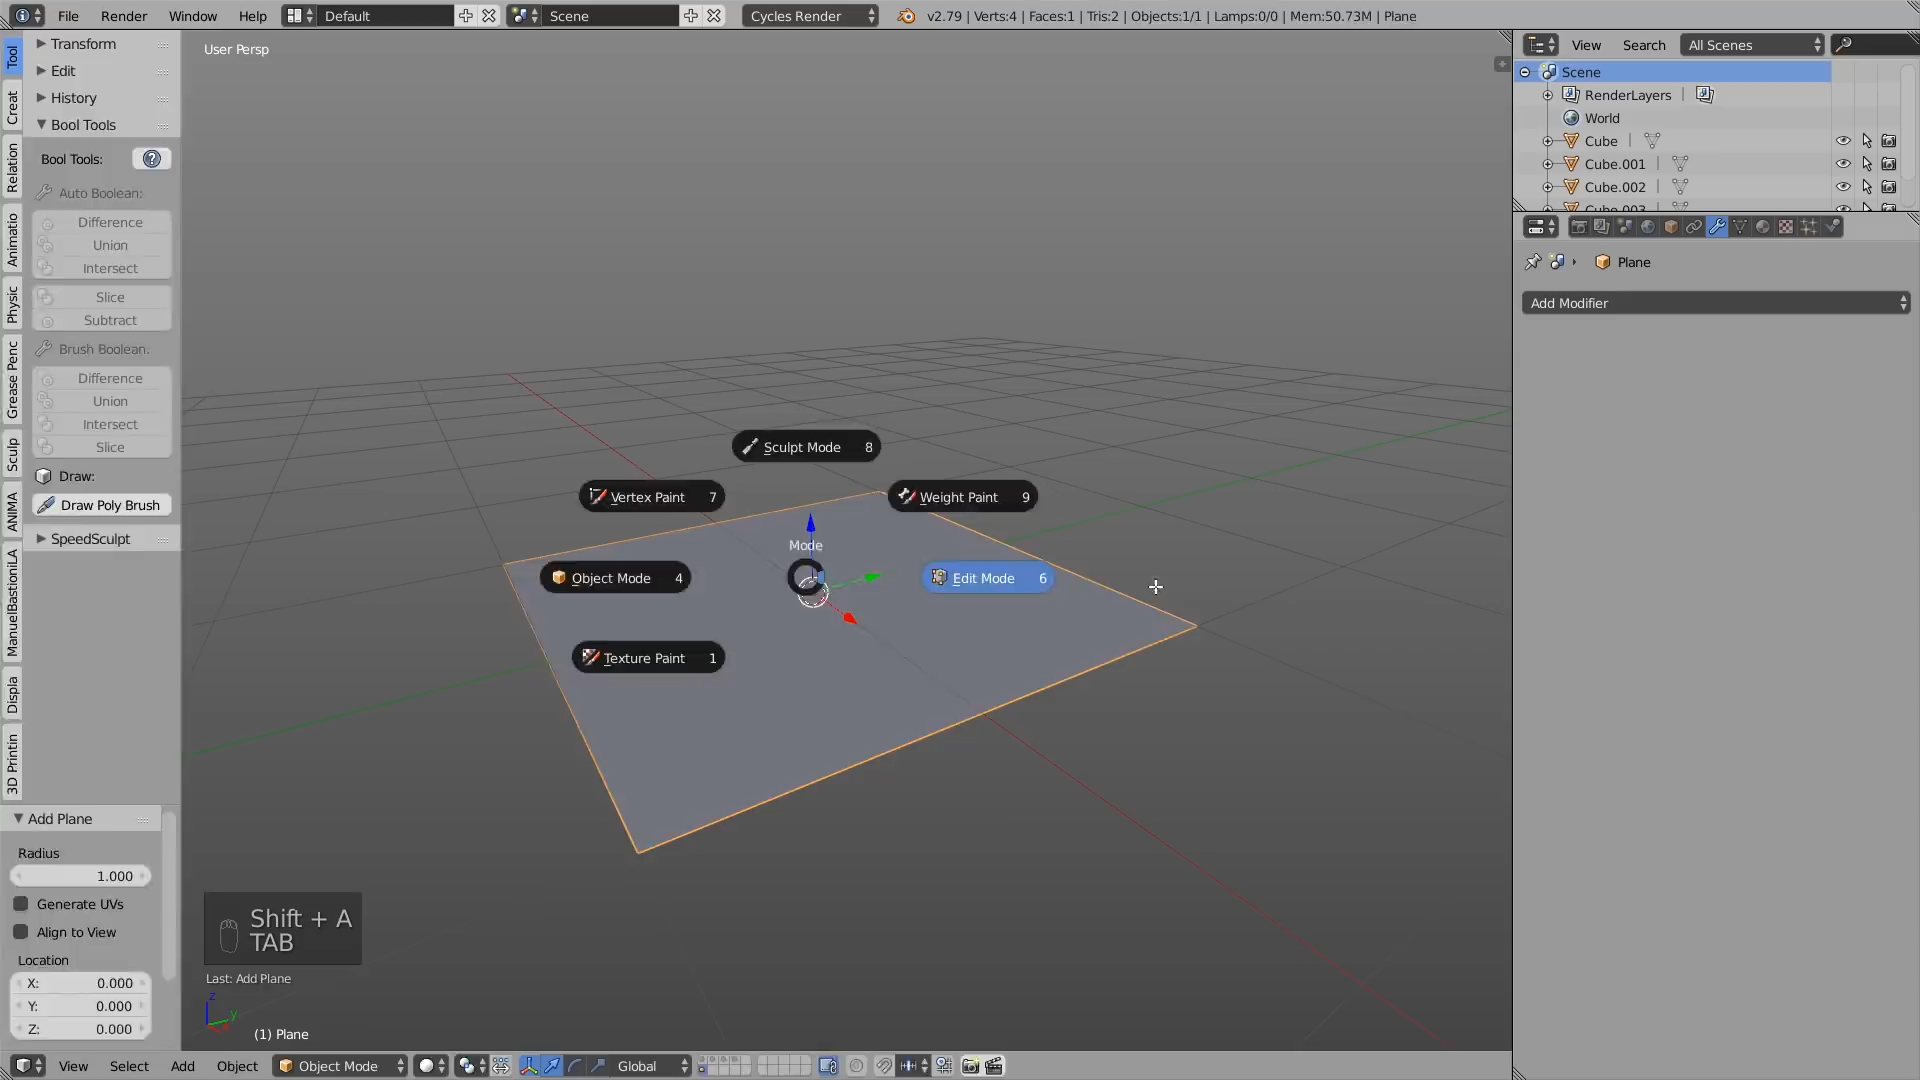 File Render Window Help Default Scene Cycles Render v2.79 | Verts:4 | Faces:1 | Tris:2 | Objects:1/1 | Lamps:0/0 | Mem:50.73M | Plane
Tool
Creat
Relation
Animatio
Physic
Grease Penc
Sculp
ANIMA
ManuelBastioniLA
Displa
3D Printin
Transform
Edit
History
Bool Tools
Bool Tools:
Auto Boolean:
Difference
Union
Intersect
Slice
Subtract
Brush Boolean:
Difference
Union
Intersect
Slice
Draw:
Draw Poly Brush
SpeedSculpt
Add Plane
Radius
1.000
Generate UVs
Align to View
Location
X: 0.000
Y: 0.000
Z: 0.000
User Persp
Sculpt Mode 8
Vertex Paint 7
Weight Paint 9
Mode
Object Mode 4
Edit Mode 6
Texture Paint 1
Shift + A
TAB
Last: Add Plane
z
y
(1) Plane
View Select Add Object Object Mode Global
View Search All Scenes
Scene
RenderLayers |
World
Cube |
Cube.001 |
Cube.002 |
Cube.003 |
Plane
Add Modifier